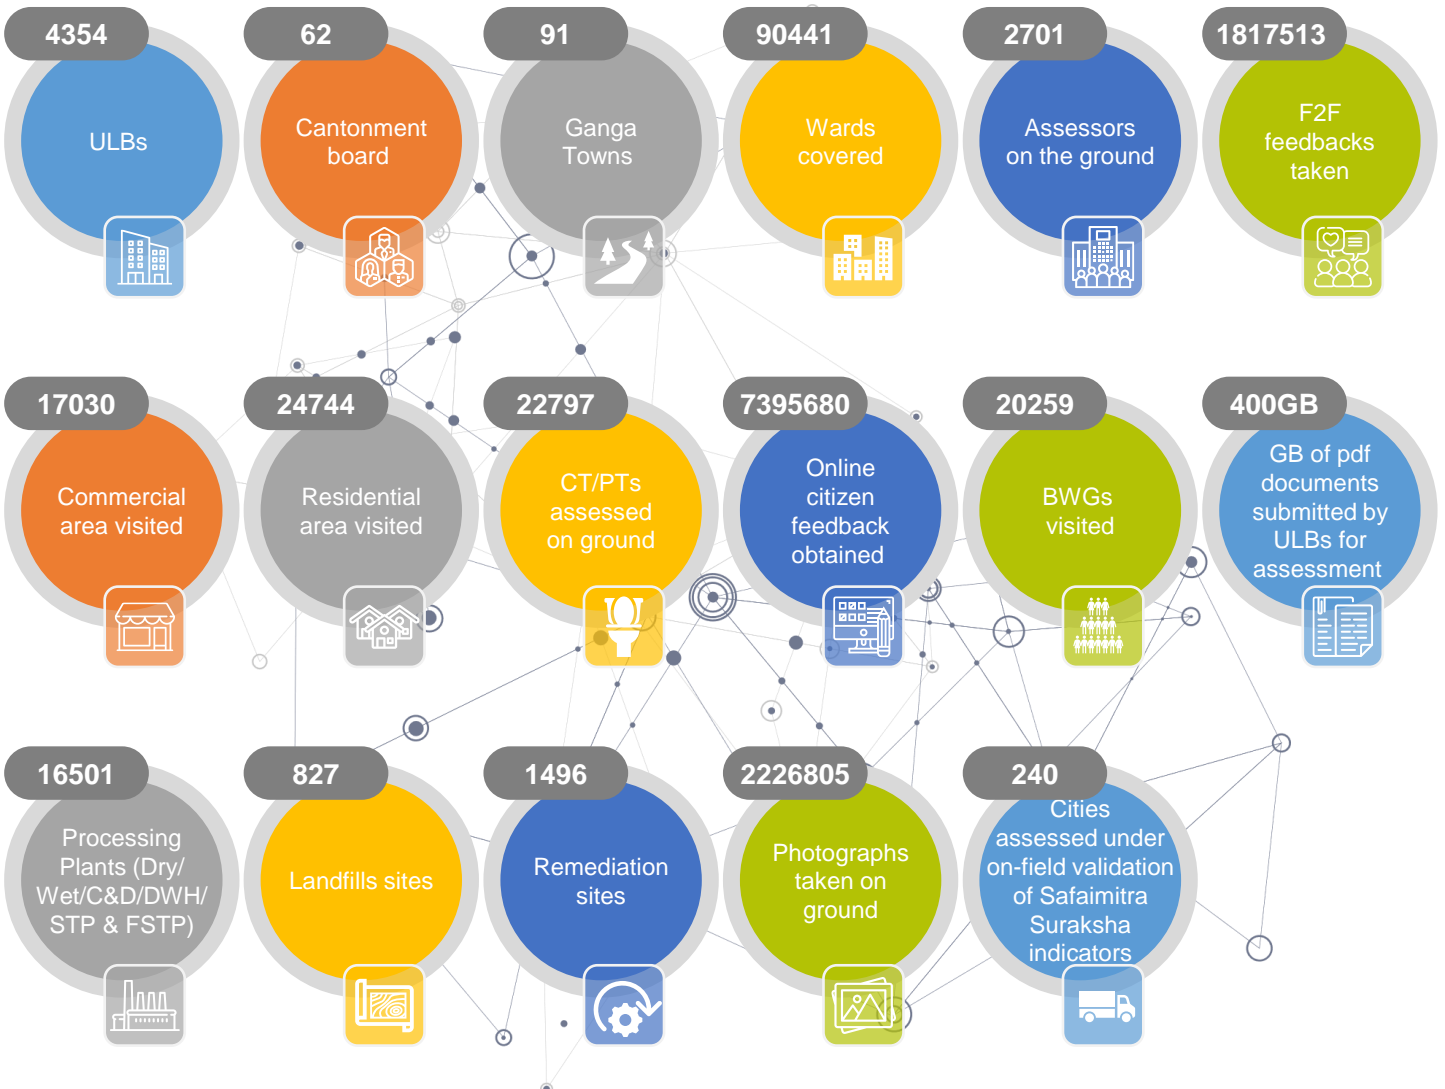 4354
ULBs
62
Cantonment
board
91
Ganga
Towns
90441
Wards
covered
2701
Assessors
on the ground
1817513
F2F
feedbacks
taken
17030
Commercial
area visited
24744
Residential
area visited
22797
CT/PTs
assessed
on ground
7395680
Online
citizen
feedback
obtained
20259
BWGs
visited
400GB
GB of pdf
documents
submitted by
ULBs for
assessment
16501
Processing
Plants (Dry/
Wet/C&D/DWH/
STP & FSTP)
827
Landfills sites
1496
Remediation
sites
2226805
Photographs
taken on
ground
240
Cities
assessed under
on-field validation
of Safaimitra
Suraksha
indicators